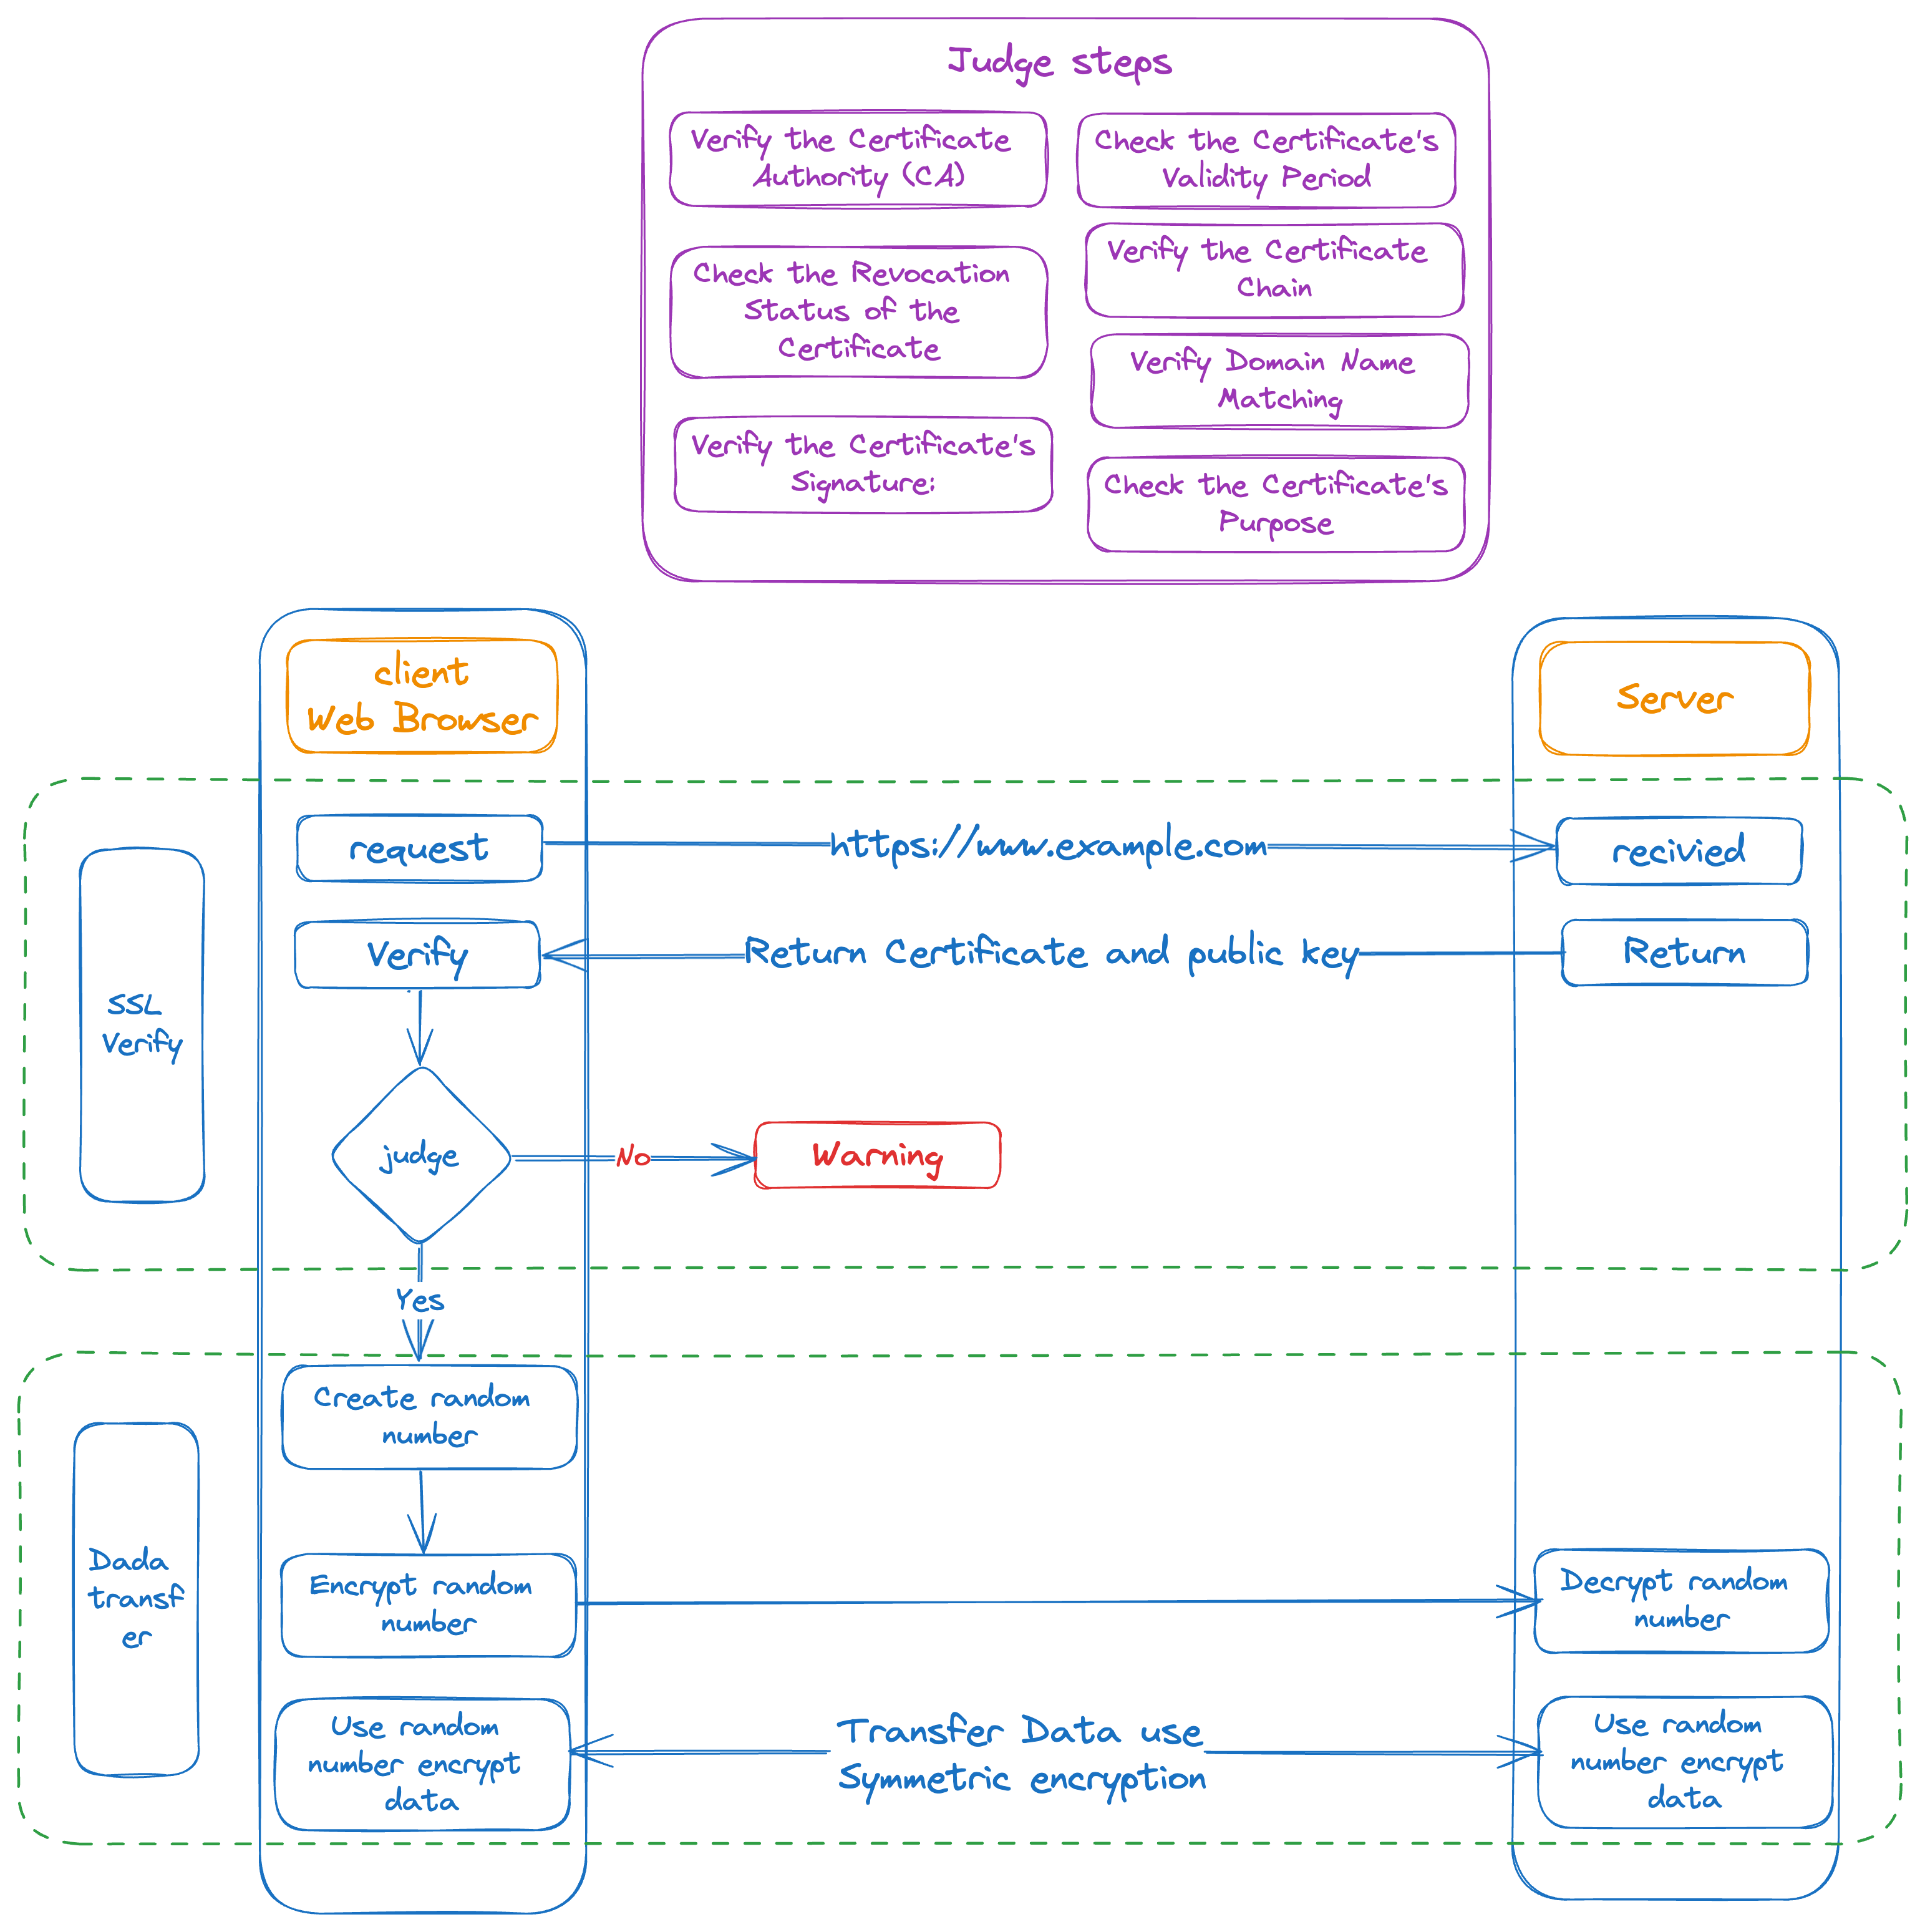 Judge steps
Verify the Certificate
Authority (CA)
Check the Certificate's
Validity Period
Check the Revocation
Status of the
Certificate
Verify the Certificate
Chain
Verify Domain Name
Matching
Verify the Certificate's
Signature:
Check the Certificate's
Purpose
client
Web Browser
Server
request
https://www.example.com
recivied
Verify
Return Certificate and public key
Return
SSL
Verify
judge
No
Warning
Yes
Create random
number
Dada
transf
er
Encrypt random
number
Decrypt random
number
Use random
number encrypt
data
Transfer Data use
Symmetric encryption
Use random
number encrypt
data